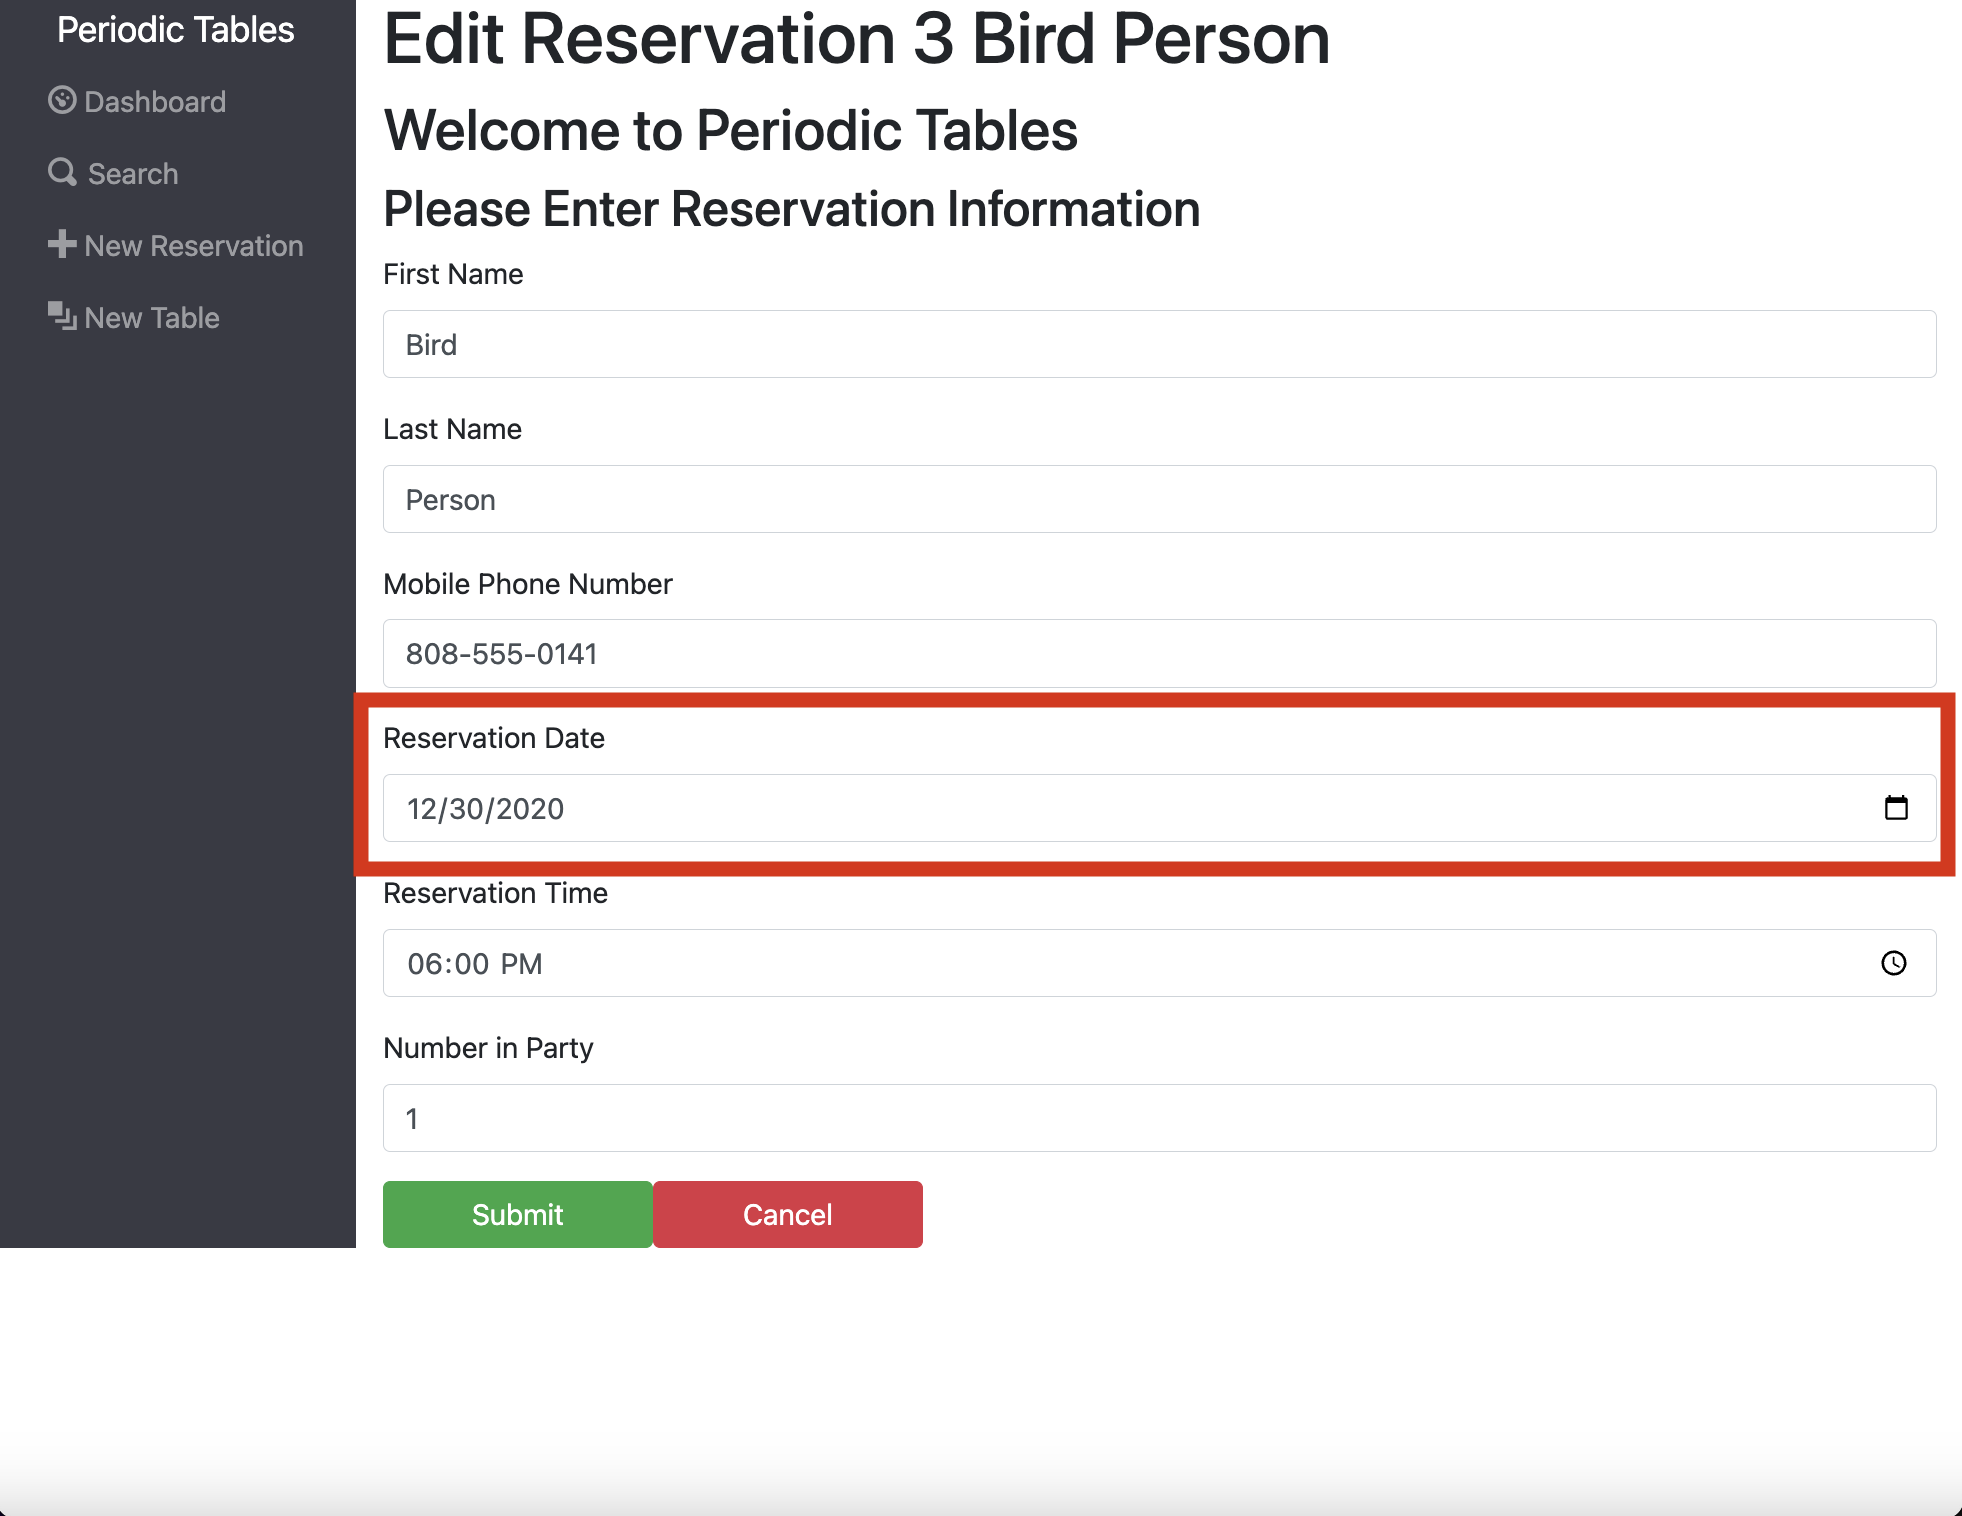 Periodic Tables
Dashboard
Search
New Reservation
New Table
Edit Reservation 3 Bird Person
Welcome to Periodic Tables
Please Enter Reservation Information
First Name
Bird
Last Name
Person
Mobile Phone Number
808-555-0141
Reservation Date
12/30/2020
Reservation Time
06:00 PM
Number in Party
1
Submit
Cancel